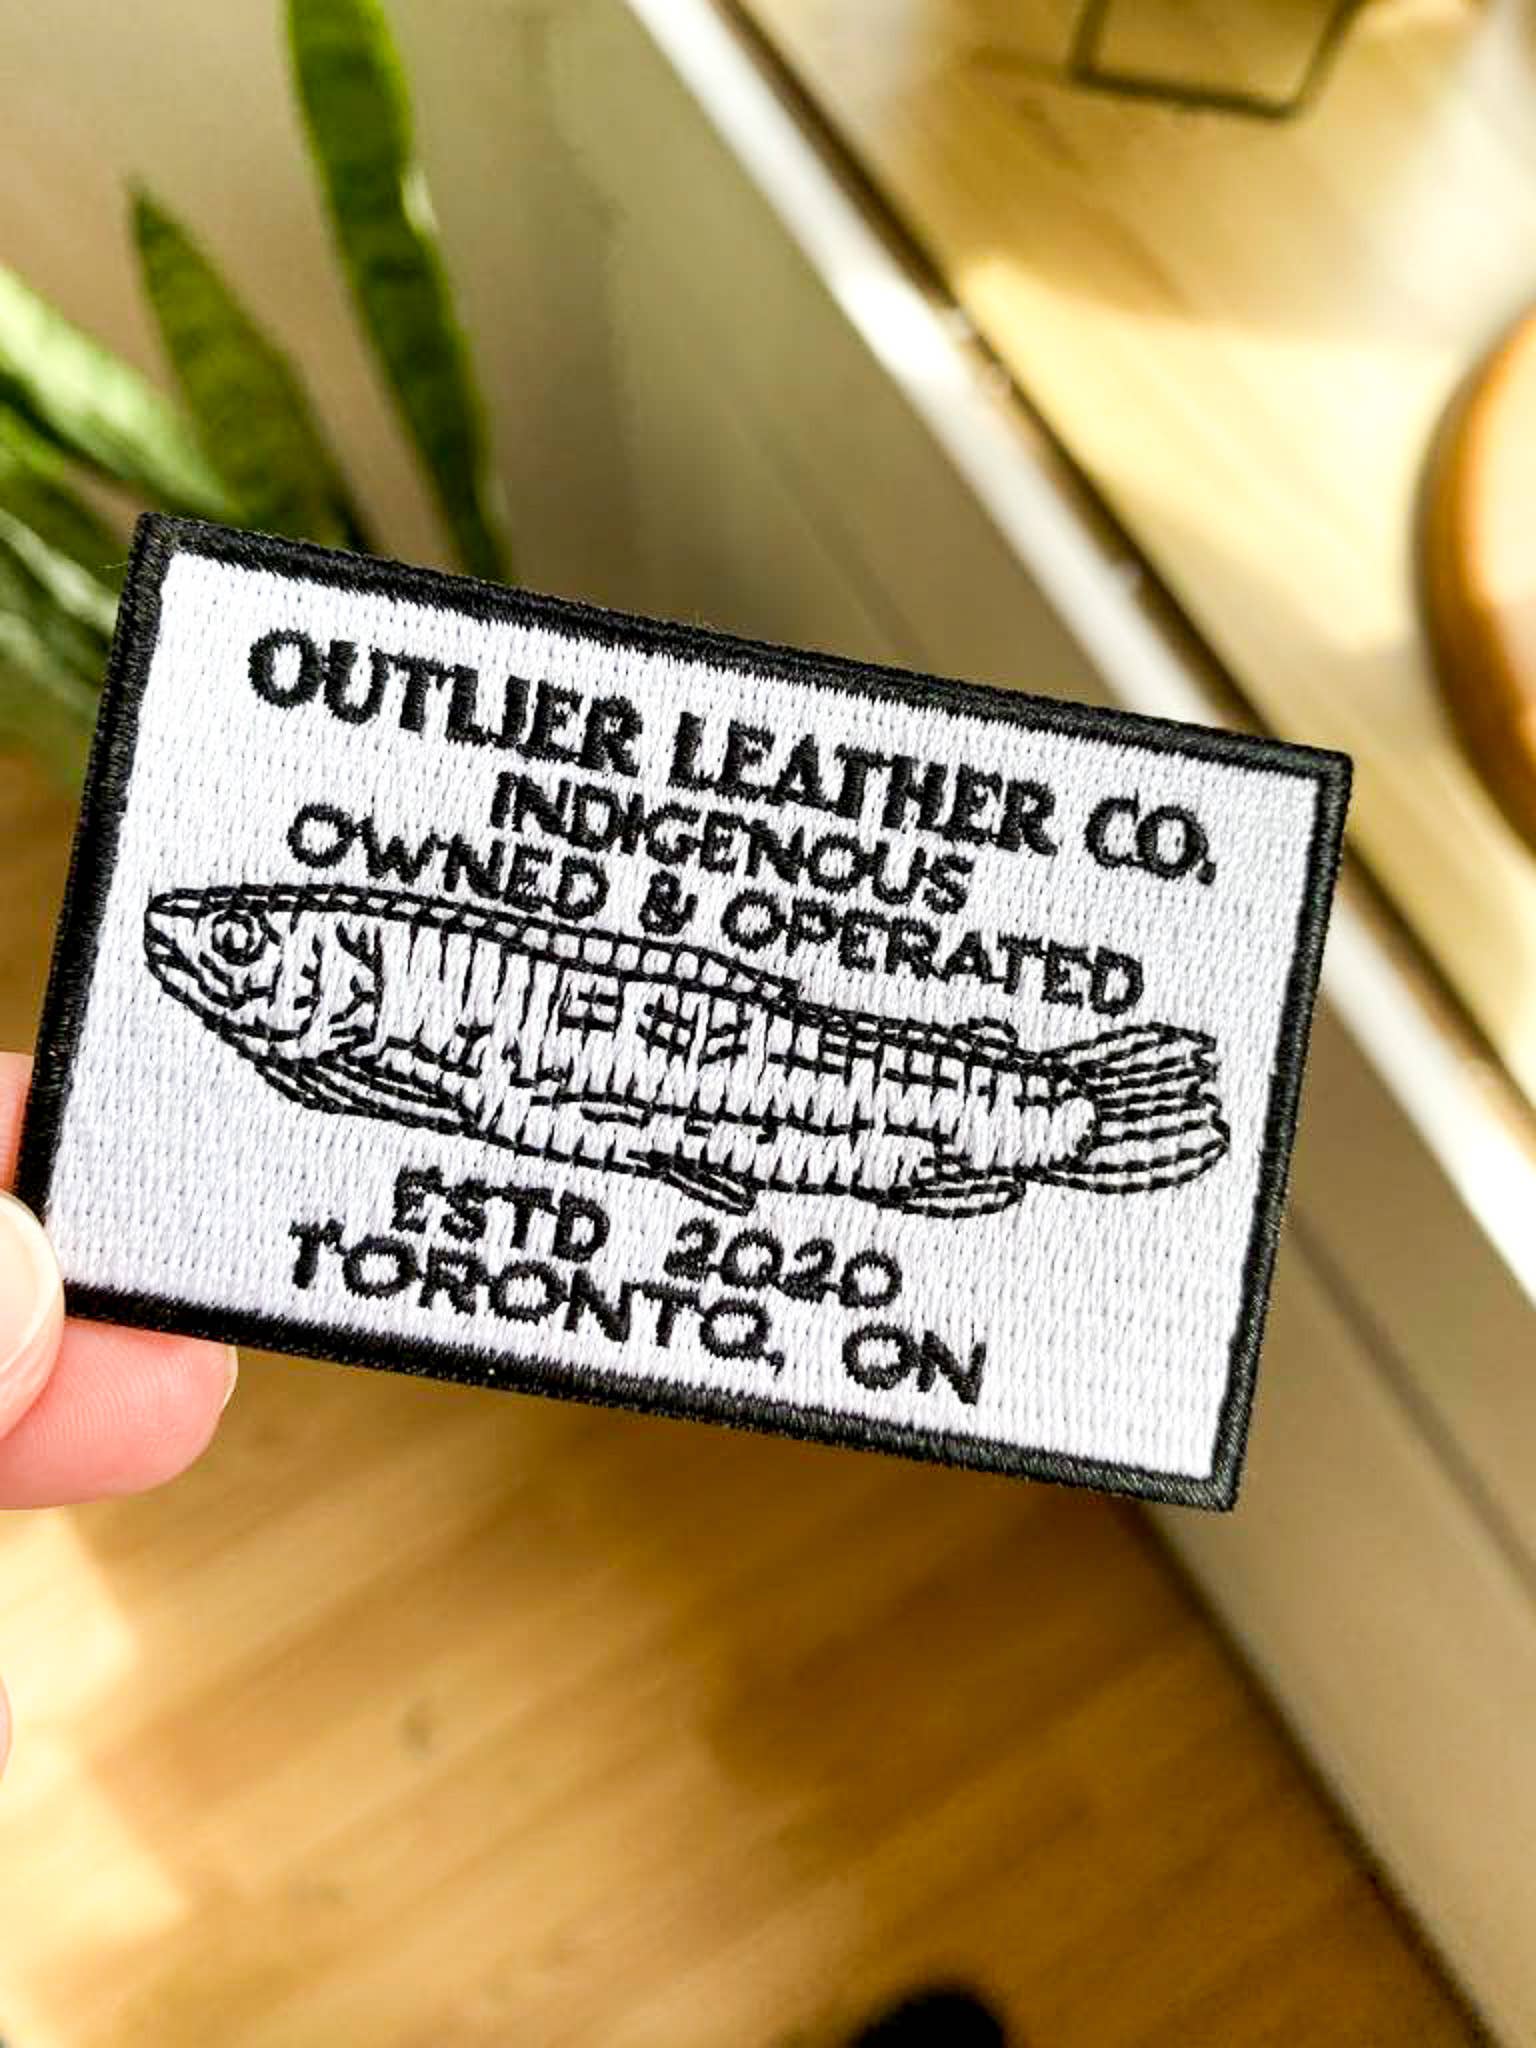 OUTLIER LEATHER CO.
INDIGENOUS
OWNED & OPERATED
ESTD 2020
TORONTO, ON